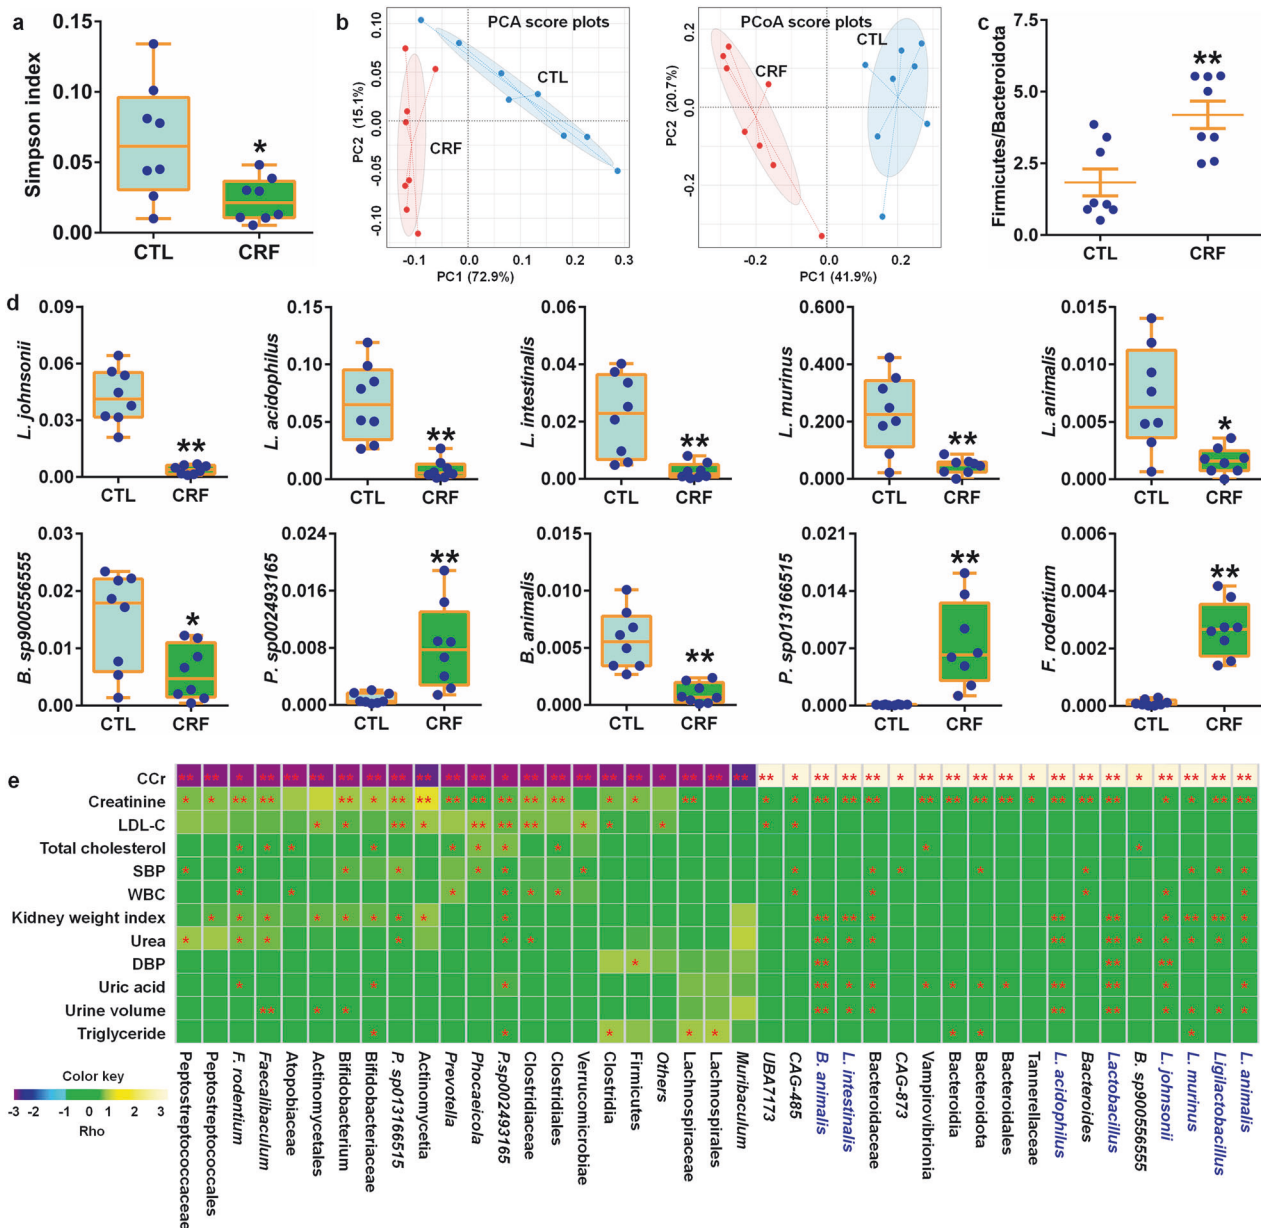 a
Simpson index
0.15
0.10
0.05
0.00
*
CTL
CRF
b
PCA score plots
PC2 (15.1%)
0.10
0.05
0.00
-0.05
-0.10
CTL
CRF
-0.1
0.0
0.1
0.2
0.3
PC1 (72.9%)
PCoA score plots
PC2 (20.7%)
0.2
0.0
-0.2
CTL
CRF
-0.2
0.0
0.2
PC1 (41.9%)
c
Firmicutes/Bacteroidota
7.5
5.0
2.5
0.0
**
CTL
CRF
d
L. johnsonii
0.09
0.06
0.03
0.00
**
CTL
CRF
L. acidophilus
0.15
0.10
0.05
0.00
**
CTL
CRF
L. intestinalis
0.06
0.04
0.02
0.00
**
CTL
CRF
L. murinus
0.600
0.400
0.200
0.000
**
CTL
CRF
L. animalis
0.015
0.010
0.005
0.000
*
CTL
CRF
B. sp900556555
0.03
0.02
0.01
0.00
*
CTL
CRF
P. sp002493165
0.024
0.016
0.008
0.000
**
CTL
CRF
B. animalis
0.015
0.010
0.005
0.000
**
CTL
CRF
P. sp013166515
0.021
0.014
0.007
0.000
**
CTL
CRF
F. rodentium
0.006
0.004
0.002
0.000
**
CTL
CRF
e
CCr
Creatinine
LDL-C
Total cholesterol
SBP
WBC
Kidney weight index
Urea
DBP
Uric acid
Urine volume
Triglyceride
Color key
-3 -2 -1 0 1 2 3
Rho
Peptostreptococcaceae
Peptostreptococcales
F. rodentium
Faecalibaculum
Atopobiaceae
Actinomycetales
Bifidobacterium
Bifidobacteriaceae
P. sp013166515
Actinomycetia
Prevotella
Phocaeicola
P.sp002493165
Clostridiaceae
Clostridiales
Verrucomicrobiae
Clostridia
Firmicutes
Others
Lachnospiraceae
Lachnospirales
Muribaculum
UBA7173
CAG-485
B. animalis
L. intestinalis
Bacteroidaceae
CAG-873
Vampirovibrionia
Bacteroidia
Bacteroidota
Bacteroidales
Tannerellaceae
L. acidophilus
Bacteroides
Lactobacillus
B. sp900556555
L. johnsonii
L. murinus
Ligilactobacillus
L. animalis